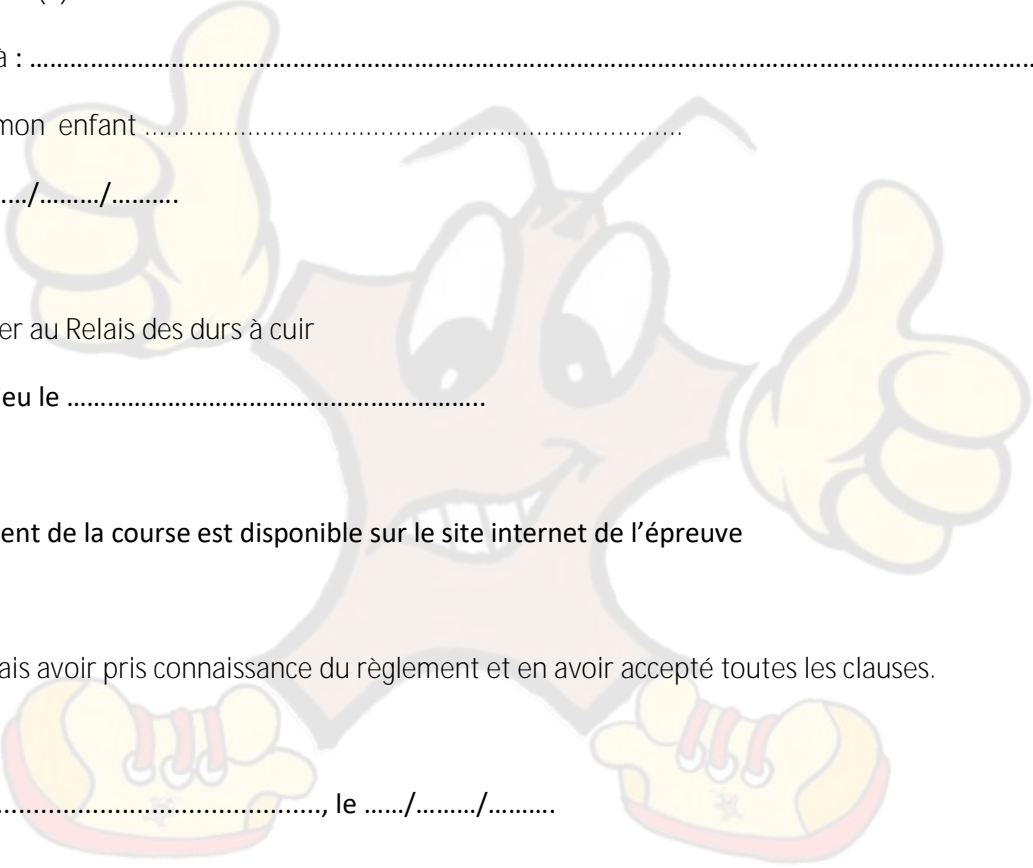 à : ……………………………………………………………………………………………………………………………
mon enfant ........................................................................
..…/………/……….
er au Relais des durs à cuir
eu le ……………………………………………………..
ent de la course est disponible sur le site internet de l’épreuve
ais avoir pris connaissance du règlement et en avoir accepté toutes les clauses.
............................................., le ……/………/……….